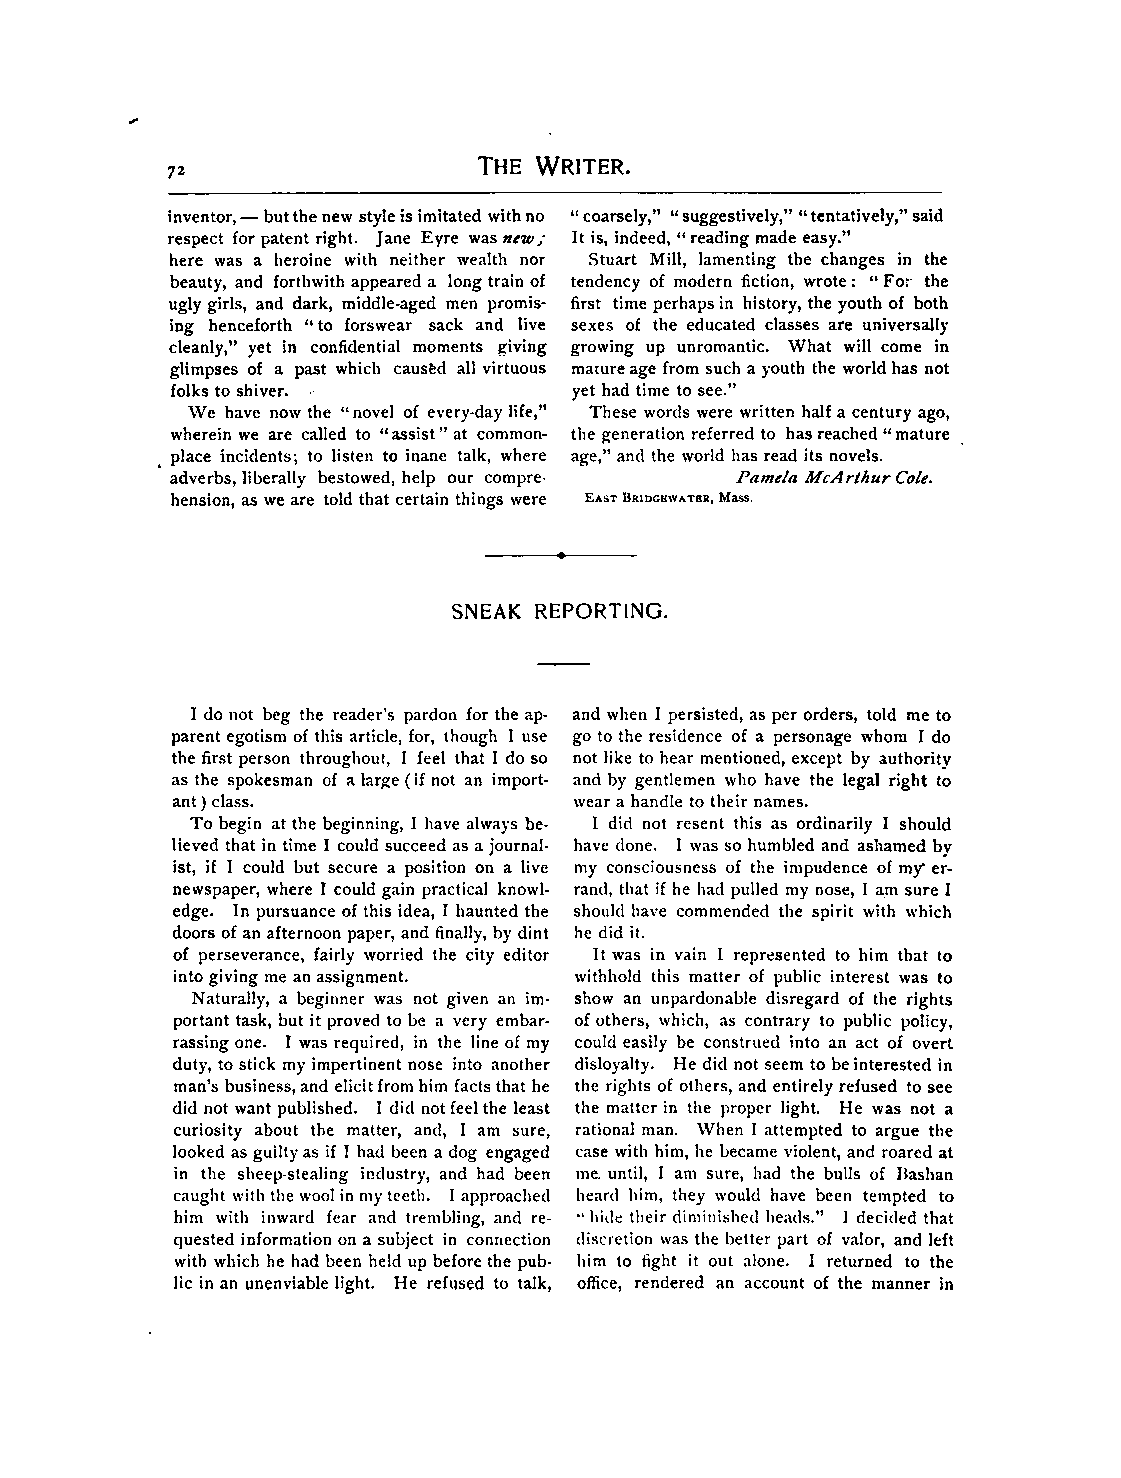 72
THE WRITER.
inventor,— but the new style is imitated with no
respect for patent right. Jane Eyre was new;
here was a heroine with neither wealth nor
beauty, and forthwith appeared a long train of
ugly girls, and dark, middle-aged men promis-
ing henceforth "to forswear sack and live
cleanly," yet in confidential moments giving
glimpses of a past which caused all virtuous
folks to shiver.
We have now the "novel of every-day life,"
wherein we are called to "assist" at common-
place incidents; to listen to inane talk, where
adverbs, liberally bestowed, help our compre-
hension, as we are told that certain things were
"coarsely," "suggestively," "tentatively," said
It is, indeed, "reading made easy."
Stuart Mill, lamenting the changes in the
tendency of modern fiction, wrote: "For the
first time perhaps in history, the youth of both
sexes of the educated classes are universally
growing up unromantic. What will come in
mature age from such a youth the world has not
yet had time to see."
These words were written half a century ago,
the generation referred to has reached "mature
age," and the world has read its novels.
Pamela McArthur Cole.
EAST BRIDGEWATER, Mass.
SNEAK REPORTING.
I do not beg the reader's pardon for the ap-
parent egotism of this article, for, though I use
the first person throughout, I feel that I do so
as the spokesman of a large (if not an import-
ant) class.
To begin at the beginning, I have always be-
lieved that in time I could succeed as a journal-
ist, if I could but secure a position on a live
newspaper, where I could gain practical knowl-
edge. In pursuance of this idea, I haunted the
doors of an afternoon paper, and finally, by dint
of perseverance, fairly worried the city editor
into giving me an assignment.
Naturally, a beginner was not given an im-
portant task, but it proved to be a very embar-
rassing one. I was required, in the line of my
duty, to stick my impertinent nose into another
man's business, and elicit from him facts that he
did not want published. I did not feel the least
curiosity about the matter, and, I am sure,
looked as guilty as if I had been a dog engaged
in the sheep-stealing industry, and had been
caught with the wool in my teeth. I approached
him with inward fear and trembling, and re-
quested information on a subject in connection
with which he had been held up before the pub-
lic in an unenviable light. He refused to talk,
and when I persisted, as per orders, told me to
go to the residence of a personage whom I do
not like to hear mentioned, except by authority
and by gentlemen who have the legal right to
wear a handle to their names.
I did not resent this as ordinarily I should
have done. I was so humbled and ashamed by
my consciousness of the impudence of my er-
rand, that if he had pulled my nose, I am sure I
should have commended the spirit with which
he did it.
It was in vain I represented to him that to
withhold this matter of public interest was to
show an unpardonable disregard of the rights
of others, which, as contrary to public policy,
could easily be construed into an act of overt
disloyalty. He did not seem to be interested in
the rights of others, and entirely refused to see
the matter in the proper light. He was not a
rational man. When I attempted to argue the
case with him, he became violent, and roared at
me until, I am sure, had the bulls of Bashan
heard him, they would have been tempted to
"hide their diminished heads." I decided that
discretion was the better part of valor, and left
him to fight it out alone. I returned to the
office, rendered an account of the manner in